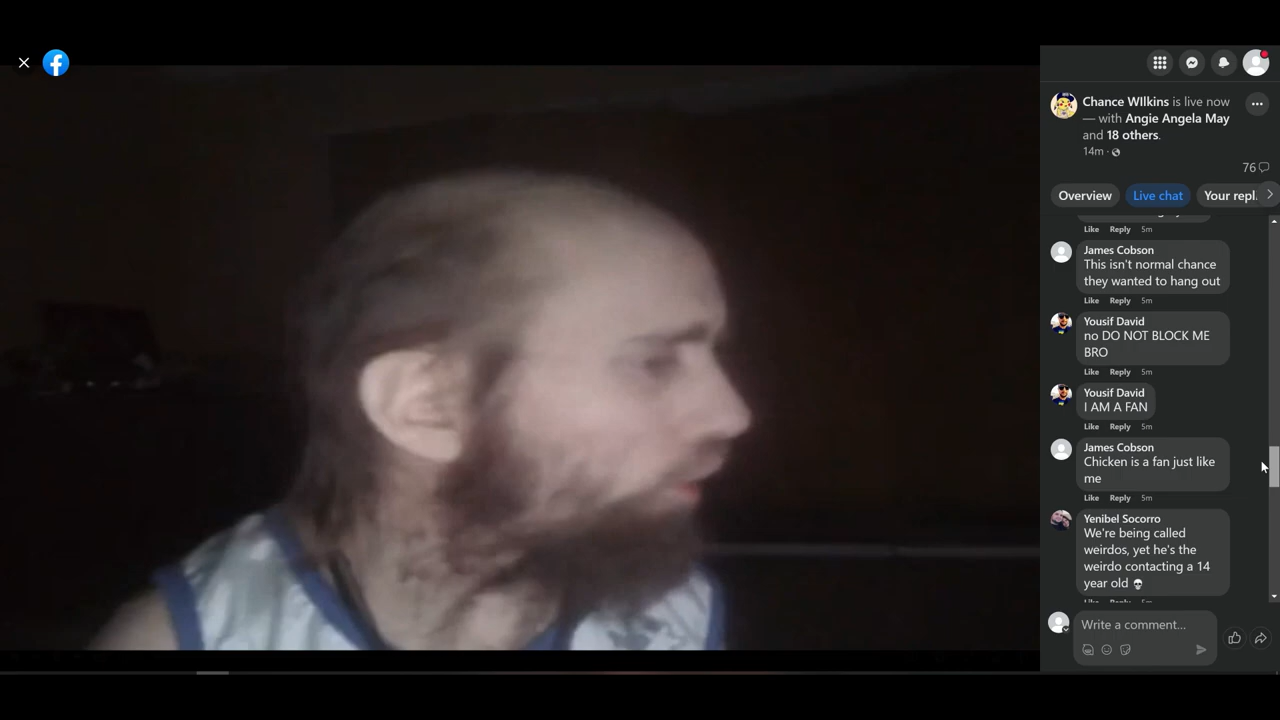 Chance WIlkins is live now
— with Angie Angela May
and 18 others.
14m
76
Overview
Live chat
Your repl
Like Reply 5m
James Cobson
This isn't normal chance
they wanted to hang out
Like Reply 5m
Yousif David
no DO NOT BLOCK ME
BRO
Like Reply 5m
Yousif David
I AM A FAN
Like Reply 5m
James Cobson
Chicken is a fan just like
me
Like Reply 5m
Yenibel Socorro
We're being called
weirdos, yet he's the
weirdo contacting a 14
year old 💀
Write a comment...